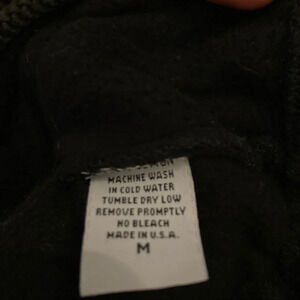 MACHINE WASH
IN COLD WATER
TUMBLE DRY LOW
REMOVE PROMPTLY
NO BLEACH
MADE IN U.S.A.
M